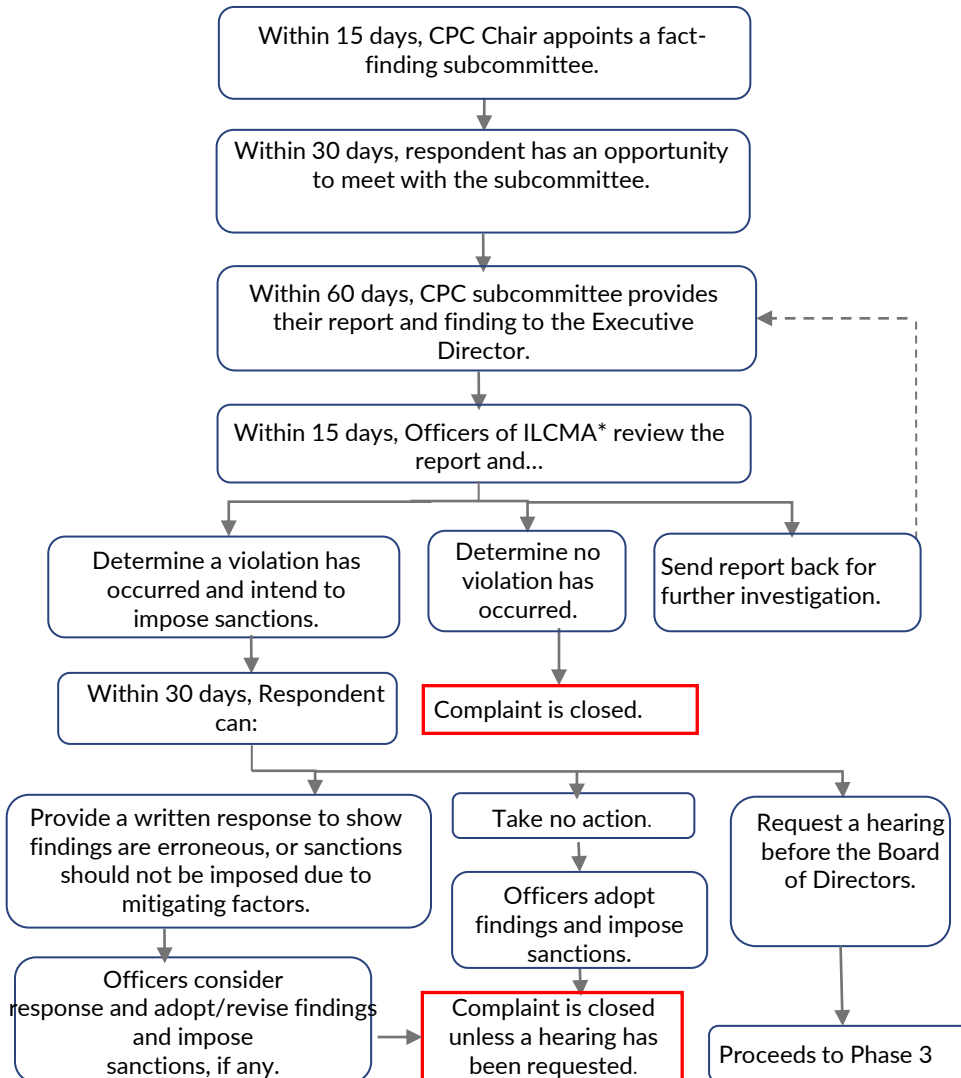 Within 15 days, CPC Chair appoints a fact-
finding subcommittee.
Within 30 days, respondent has an opportunity
to meet with the subcommittee.
Within 60 days, CPC subcommittee provides
their report and finding to the Executive
Director.
Within 15 days, Officers of ILCMA* review the
report and...
Determine a violation has
occurred and intend to
impose sanctions.
Determine no
violation has
occurred.
Send report back for
further investigation.
Within 30 days, Respondent
can:
Complaint is closed.
Provide a written response to show
findings are erroneous, or sanctions
should not be imposed due to
mitigating factors.
Take no action.
Request a hearing
before the Board
of Directors.
Officers adopt
findings and impose
sanctions.
Officers consider
response and adopt/revise findings
and impose
sanctions, if any.
Complaint is closed
unless a hearing has
been requested.
Proceeds to Phase 3